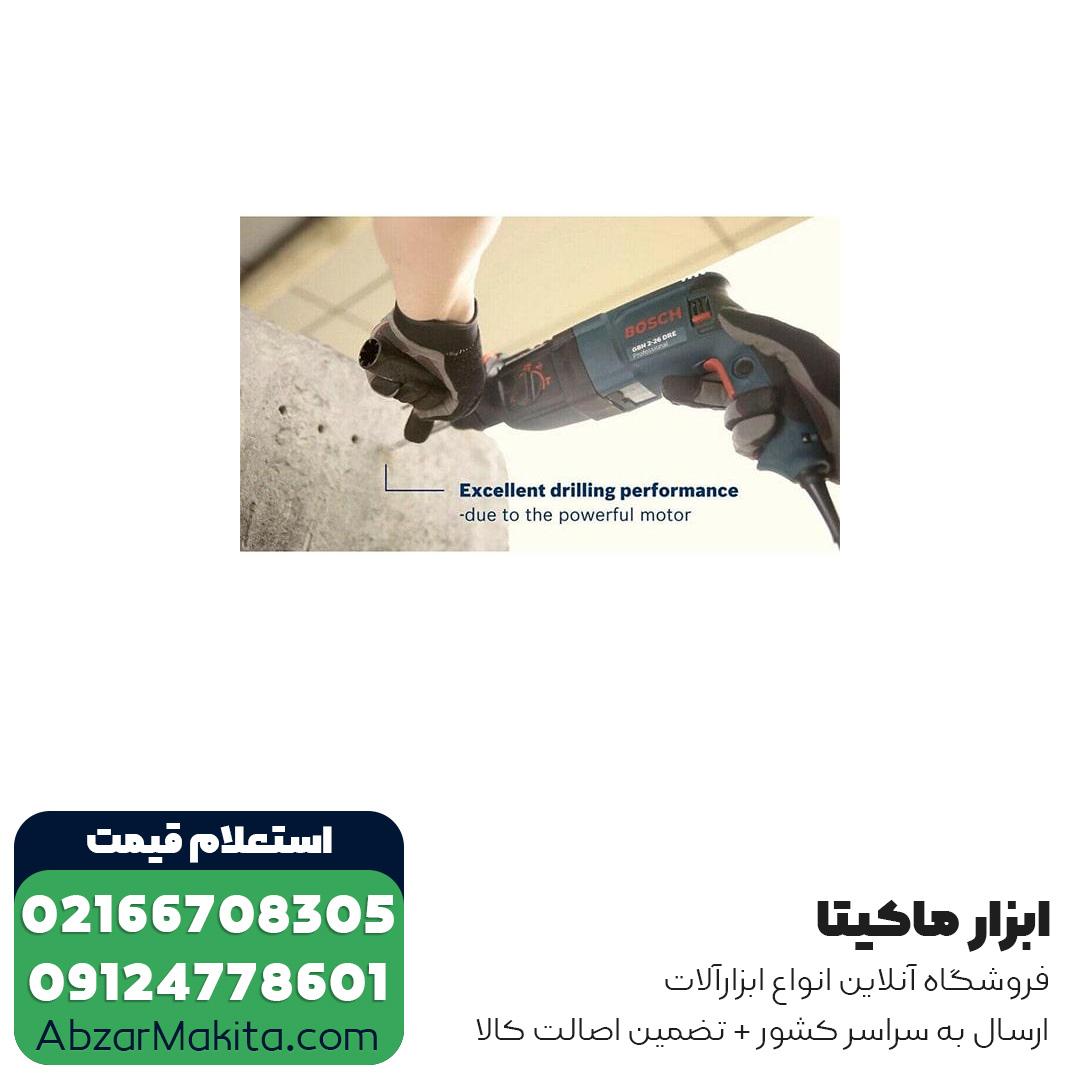 BOSCH
GBH 2-26 DRE
Professional
Excellent drilling performance
-due to the powerful motor
استعلام قیمت
02166708305
09124778601
AbzarMakita.com
ابزار ماکیتا
فروشگاه آنلاین انواع ابزارآلات
ارسال به سراسر کشور + تضمین اصالت کالا